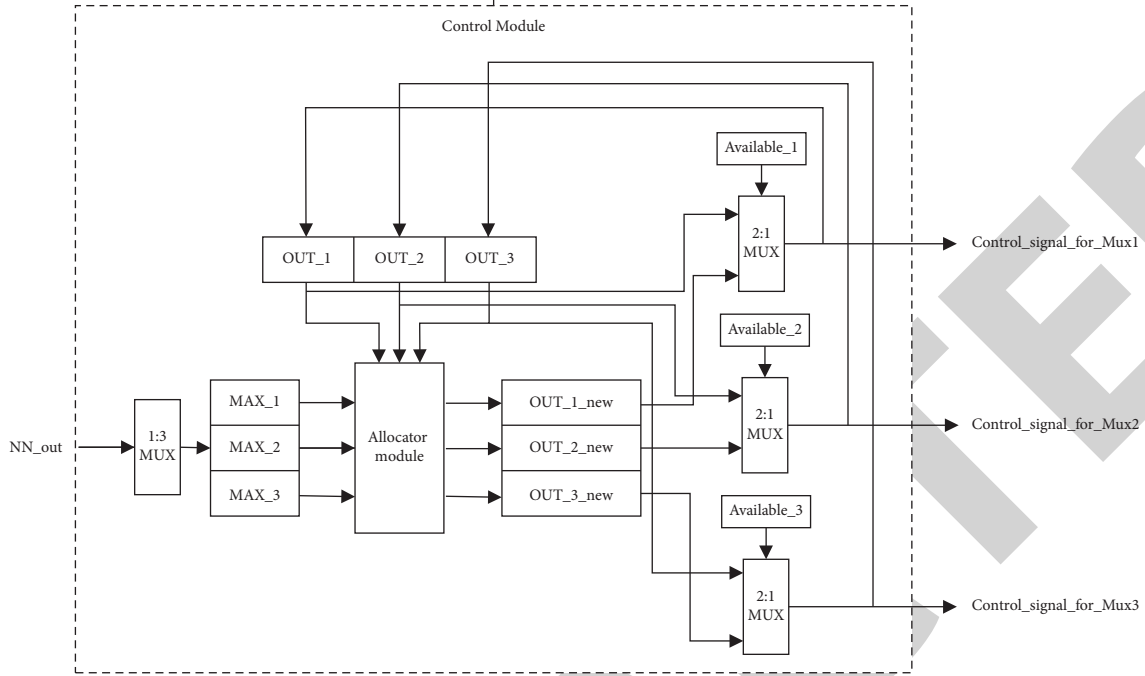 Control Module
Available_1
2:1
MUX
Control_signal_for_Mux1
OUT_1
OUT_2
OUT_3
Available_2
2:1
MUX
Control_signal_for_Mux2
NN_out
1:3
MUX
MAX_1
MAX_2
MAX_3
Allocator
module
OUT_1_new
OUT_2_new
OUT_3_new
Available_3
2:1
MUX
Control_signal_for_Mux3